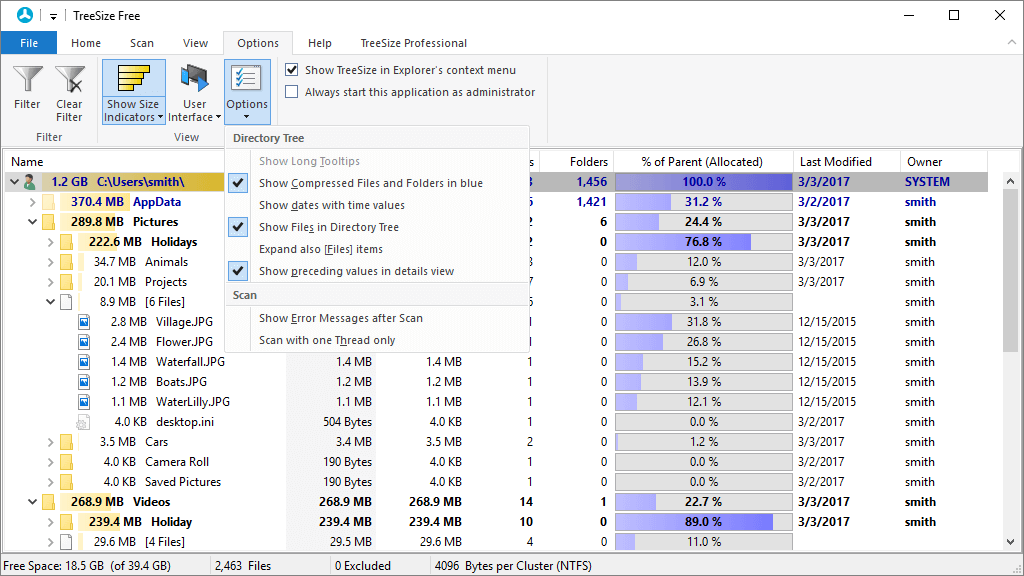 TreeSize Free
File Home Scan View Options Help TreeSize Professional
Filter
Clear Filter
Filter
Show Size Indicators
User Interface
Options
View
Show TreeSize in Explorer's context menu
Always start this application as administrator
Directory Tree
Show Long Tooltips
Show Compressed Files and Folders in blue
Show dates with time values
Show Files in Directory Tree
Expand also [Files] items
Show preceding values in details view
Scan
Show Error Messages after Scan
Scan with one Thread only
Name s Folders % of Parent (Allocated) Last Modified Owner
1.2 GB C:\Users\smith\ 3 1,456 100.0 % 3/3/2017 SYSTEM
370.4 MB AppData 1,421 31.2 % 3/2/2017 smith
289.8 MB Pictures 2 6 24.4 % 3/3/2017 smith
222.6 MB Holidays 2 0 76.8 % 3/3/2017 smith
34.7 MB Animals 3 0 12.0 % 3/3/2017 smith
20.1 MB Projects 7 0 6.9 % 3/3/2017 smith
8.9 MB [6 Files] 0 3.1 % smith
2.8 MB Village.JPG 1 0 31.8 % 12/15/2015 smith
2.4 MB Flower.JPG 1 0 26.8 % 12/15/2015 smith
1.4 MB Waterfall.JPG 1.4 MB 1.4 MB 1 0 15.2 % 12/15/2015 smith
1.2 MB Boats.JPG 1.2 MB 1.2 MB 1 0 13.9 % 12/15/2015 smith
1.1 MB WaterLilly.JPG 1.1 MB 1.1 MB 1 0 12.1 % 12/15/2015 smith
4.0 KB desktop.ini 504 Bytes 4.0 KB 1 0 0.0 % 3/2/2017 smith
3.5 MB Cars 3.4 MB 3.5 MB 2 0 1.2 % 3/3/2017 smith
4.0 KB Camera Roll 190 Bytes 4.0 KB 1 0 0.0 % 3/2/2017 smith
4.0 KB Saved Pictures 190 Bytes 4.0 KB 1 0 0.0 % 3/2/2017 smith
268.9 MB Videos 268.9 MB 268.9 MB 14 1 22.7 % 3/3/2017 smith
239.4 MB Holiday 239.4 MB 239.4 MB 10 0 89.0 % 3/3/2017 smith
29.6 MB [4 Files] 29.5 MB 29.6 MB 4 0 11.0 % smith
Free Space: 18.5 GB (of 39.4 GB) 2,463 Files 0 Excluded 4096 Bytes per Cluster (NTFS)